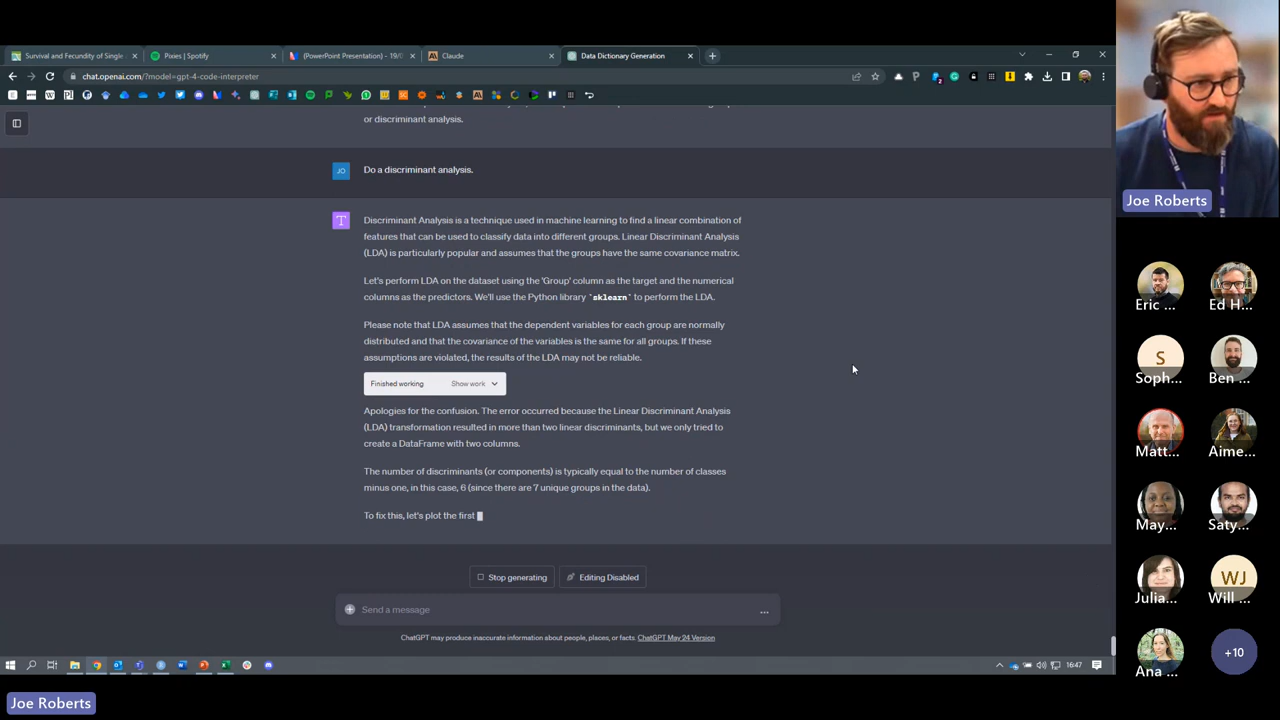 Survival and Fecundity of Single
Pixies | Spotify
(PowerPoint Presentation) - 19/
Claude
Data Dictionary Generation
chat.openai.com/?model=gpt-4-code-interpreter
or discriminant analysis.
JO
Do a discriminant analysis.
Discriminant Analysis is a technique used in machine learning to find a linear combination of
features that can be used to classify data into different groups. Linear Discriminant Analysis
(LDA) is particularly popular and assumes that the groups have the same covariance matrix.
Let's perform LDA on the dataset using the 'Group' column as the target and the numerical
columns as the predictors. We'll use the Python library `sklearn` to perform the LDA.
Please note that LDA assumes that the dependent variables for each group are normally
distributed and that the covariance of the variables is the same for all groups. If these
assumptions are violated, the results of the LDA may not be reliable.
Finished working Show work
Apologies for the confusion. The error occurred because the Linear Discriminant Analysis
(LDA) transformation resulted in more than two linear discriminants, but we only tried to
create a DataFrame with two columns.
The number of discriminants (or components) is typically equal to the number of classes
minus one, in this case, 6 (since there are 7 unique groups in the data).
To fix this, let's plot the first
Stop generating
Editing Disabled
Send a message
ChatGPT may produce inaccurate information about people, places, or facts. ChatGPT May 24 Version
16:47
Joe Roberts
Joe Roberts
Eric ...
Ed H...
S
Soph...
Ben ...
Matt...
Aime...
May...
Saty...
Julia...
WJ
Will ...
Ana ...
+10